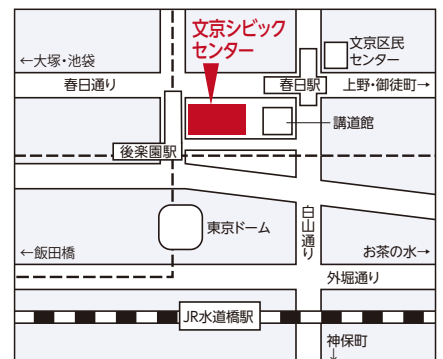 文京シビック
センター
文京区民
センター
←大塚・池袋
春日通り
春日駅
上野・御徒町→
講道館
後楽園駅
白山通り
東京ドーム
←飯田橋
お茶の水→
外堀通り
JR水道橋駅
神保町
↓